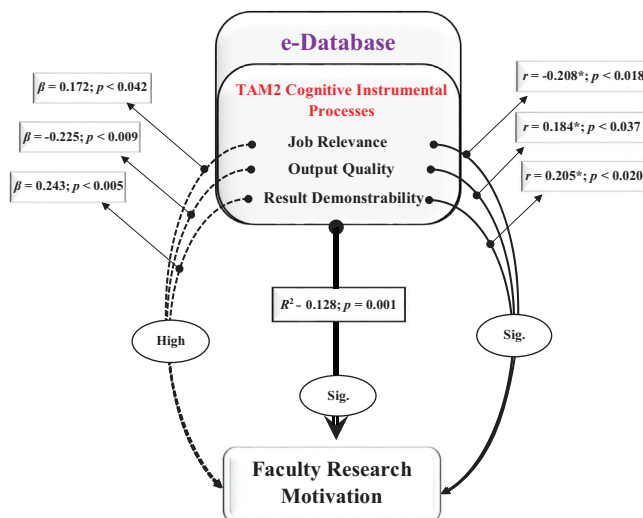 e-Database
TAM2 Cognitive Instrumental
Processes
Job Relevance
Output Quality
Result Demonstrability
β = 0.172; p < 0.042
β = -0.225; p < 0.009
β = 0.243; p < 0.005
r = -0.208*; p < 0.018
r = 0.184*; p < 0.037
r = 0.205*; p < 0.020
R² - 0.128; p = 0.001
High
Sig.
Sig.
Faculty Research
Motivation